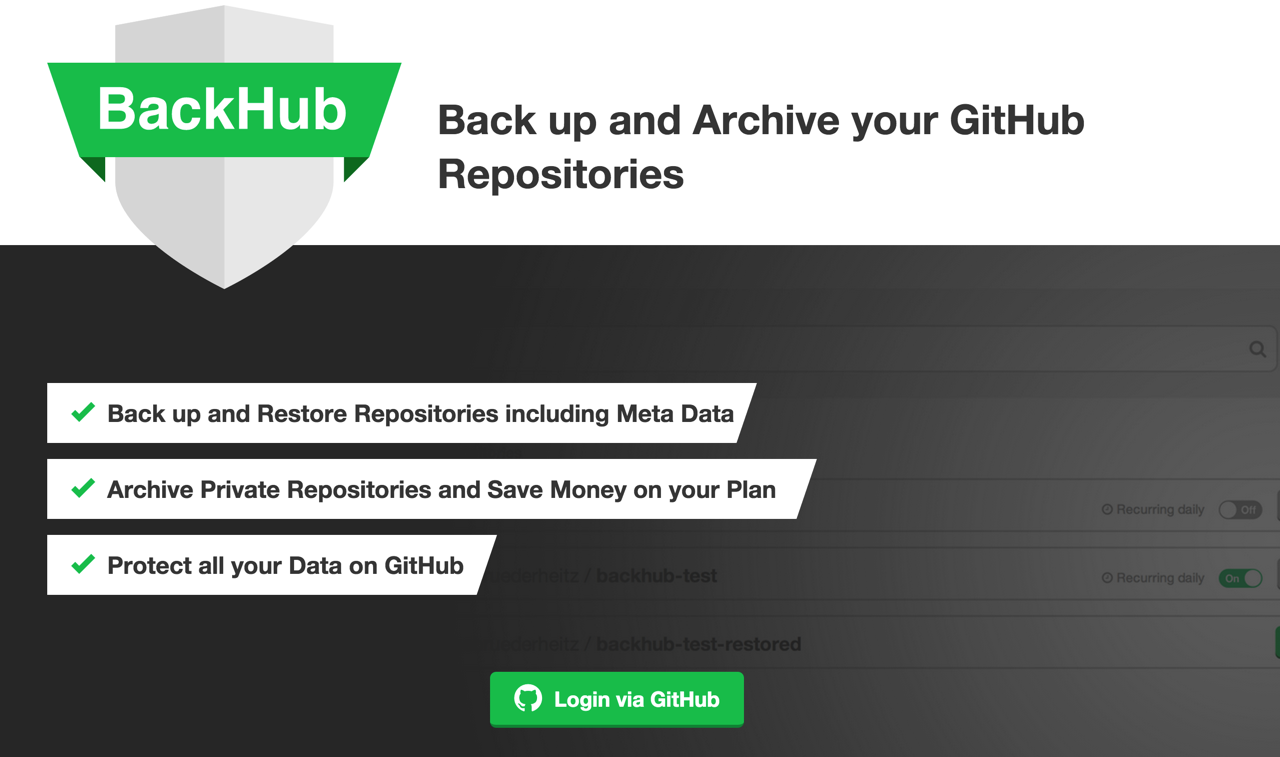 BackHub
Back up and Archive your GitHub
Repositories
Back up and Restore Repositories including Meta Data
Archive Private Repositories and Save Money on your Plan
Recurring daily
Off
Protect all your Data on GitHub
/ backhub-test
Recurring daily
On
/ backhub-test-restored
Login via GitHub